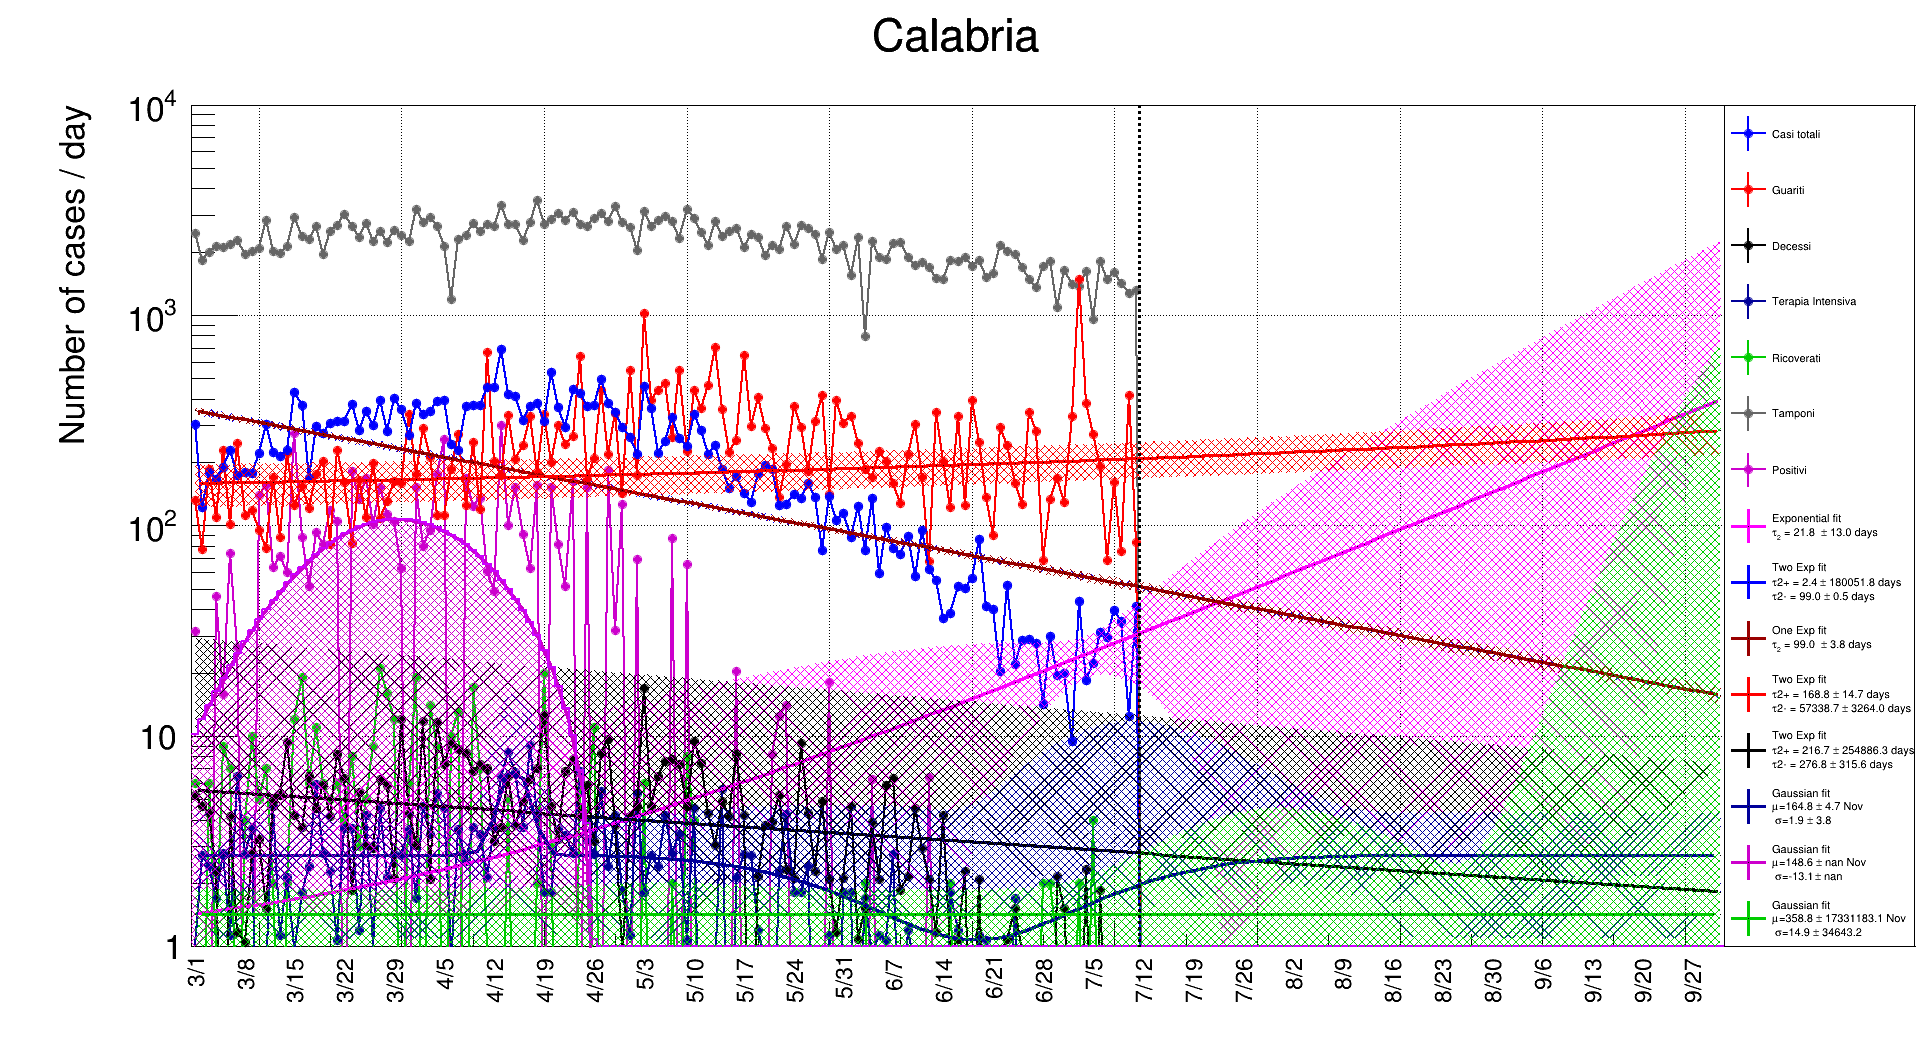 Calabria
Number of cases / day
10^4
10^3
10^2
10
1
3/1
3/8
3/15
3/22
3/29
4/5
4/12
4/19
4/26
5/3
5/10
5/17
5/24
5/31
6/7
6/14
6/21
6/28
7/5
7/12
7/19
7/26
8/2
8/9
8/16
8/23
8/30
9/6
9/13
9/20
9/27
Casi totali
Guariti
Decessi
Terapia Intensiva
Ricoverati
Tamponi
Positivi
Exponential fit
τ_2 = 21.8 ± 13.0 days
Two Exp fit
τ2+ = 2.4 ± 180051.8 days
τ2- = 99.0 ± 0.5 days
One Exp fit
τ_2 = 99.0 ± 3.8 days
Two Exp fit
τ2+ = 168.8 ± 14.7 days
τ2- = 57338.7 ± 3264.0 days
Two Exp fit
τ2+ = 216.7 ± 254886.3 days
τ2- = 276.8 ± 315.6 days
Gaussian fit
μ=164.8 ± 4.7 Nov
σ=1.9 ± 3.8
Gaussian fit
μ=148.6 ± nan Nov
σ=-13.1 ± nan
Gaussian fit
μ=358.8 ± 17331183.1 Nov
σ=14.9 ± 34643.2